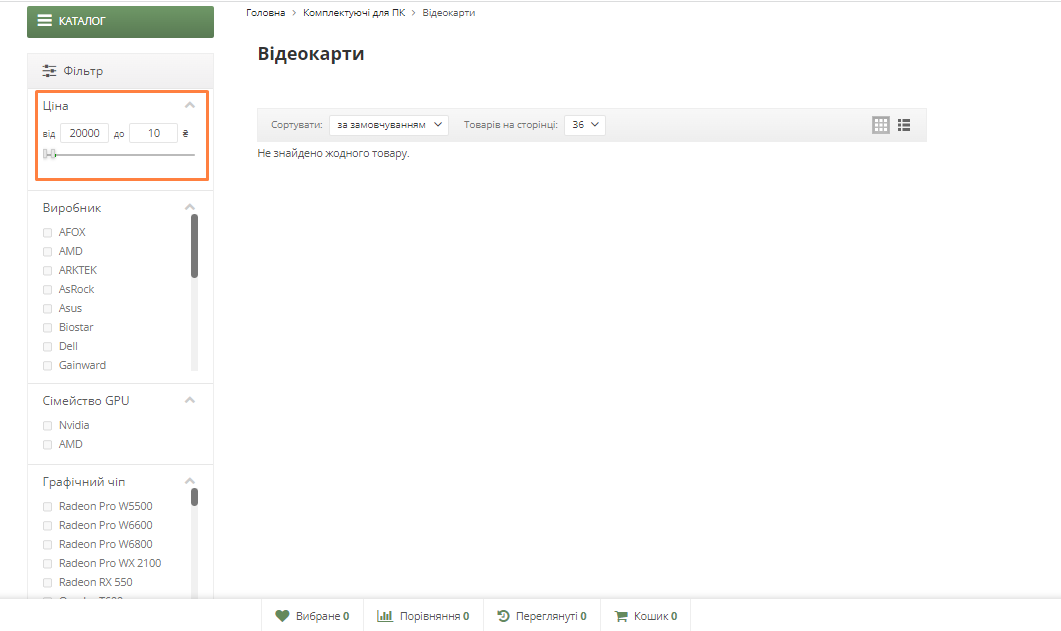 КАТАЛОГ
Головна > Комплектуючі для ПК > Відеокарти
Відеокарти
Фільтр
Ціна
від 20000 до 10 ₴
Сортувати: за замовчуванням Товарів на сторінці: 36
Не знайдено жодного товару.
Виробник
AFOX
AMD
ARKTEK
AsRock
Asus
Biostar
Dell
Gainward
Сімейство GPU
Nvidia
AMD
Графічний чіп
Radeon Pro W5500
Radeon Pro W6600
Radeon Pro W6800
Radeon Pro WX 2100
Radeon RX 550
Вибране 0
Порівняння 0
Переглянуті 0
Кошик 0